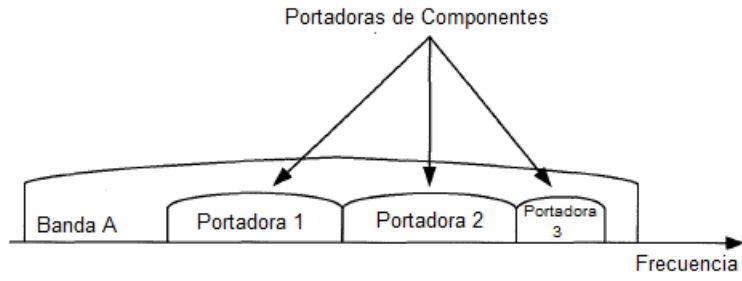 Portadoras de Componentes
Banda A
Portadora 1
Portadora 2
Portadora
3
Frecuencia